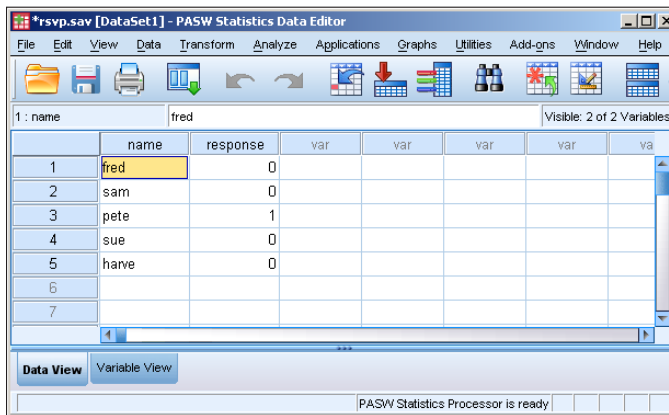 *rsvp.sav [DataSet1] - PASW Statistics Data Editor
File Edit View Data Transform Analyze Applications Graphs Utilities Add-ons Window Help
1 : name fred Visible: 2 of 2 Variables
name response var var var var va
1 fred 0
2 sam 0
3 pete 1
4 sue 0
5 harve 0
6
7
Data View Variable View
PASW Statistics Processor is ready